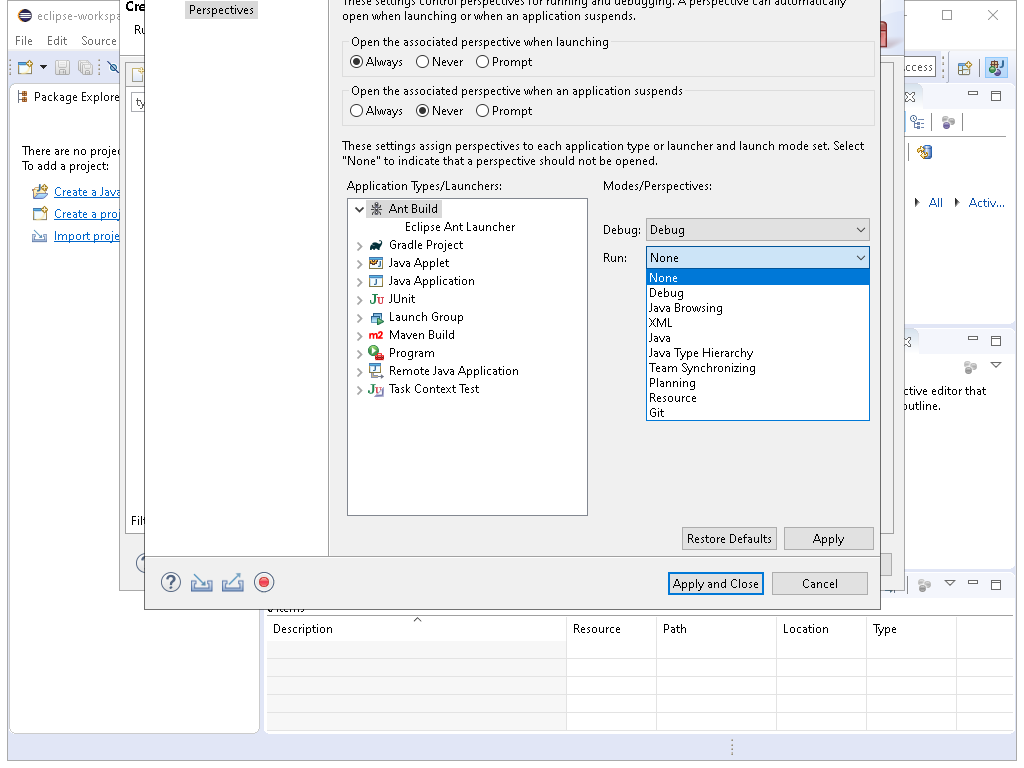 These settings control perspectives for running and debugging. A perspective can automatically
open when launching or when an application suspends.
Perspectives
eclipse-workspa
Cre
Ru
File Edit Source
ccess
Open the associated perspective when launching
Always Never Prompt
Open the associated perspective when an application suspends
Always Never Prompt
Package Explore
ty
These settings assign perspectives to each application type or launcher and launch mode set. Select
"None" to indicate that a perspective should not be opened.
There are no projec
To add a project:
Create a Java
Create a proj
Import proje
Application Types/Launchers:
Ant Build
Eclipse Ant Launcher
Gradle Project
Java Applet
Java Application
JUnit
Launch Group
Maven Build
Program
Remote Java Application
Task Context Test
Modes/Perspectives:
Debug: Debug
Run: None
None
Debug
Java Browsing
XML
Java
Java Type Hierarchy
Team Synchronizing
Planning
Resource
Git
All Activ...
ctive editor that
outline.
Filt
Restore Defaults Apply
Apply and Close Cancel
Description Resource Path Location Type